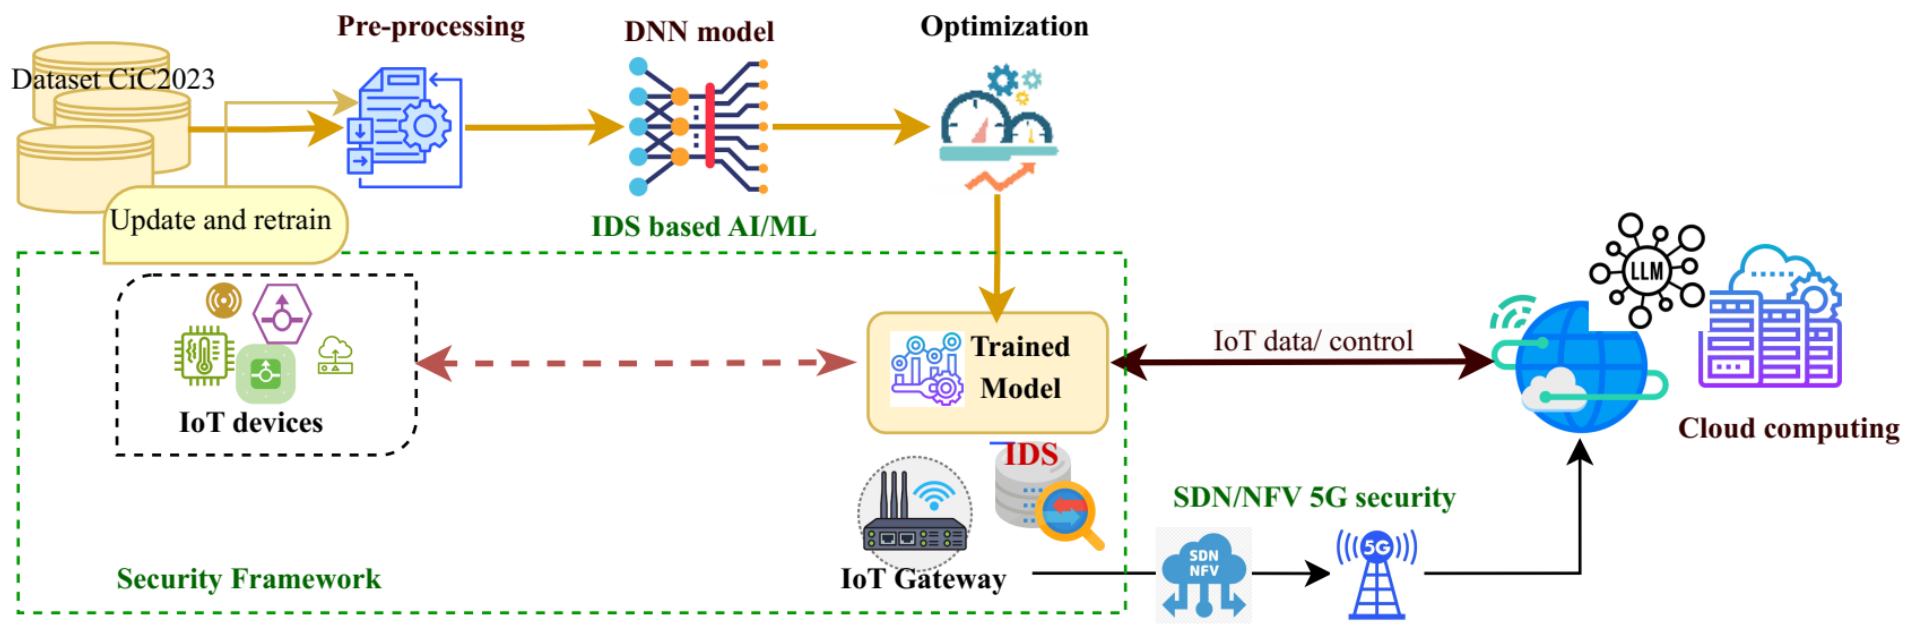 Pre-processing
DNN model
Optimization
Dataset CiC2023
Update and retrain
IDS based AI/ML
LLM
Trained
Model
IoT data/ control
IoT devices
Cloud computing
IDS
SDN/NFV 5G security
SDN
NFV
5G
Security Framework
IoT Gateway